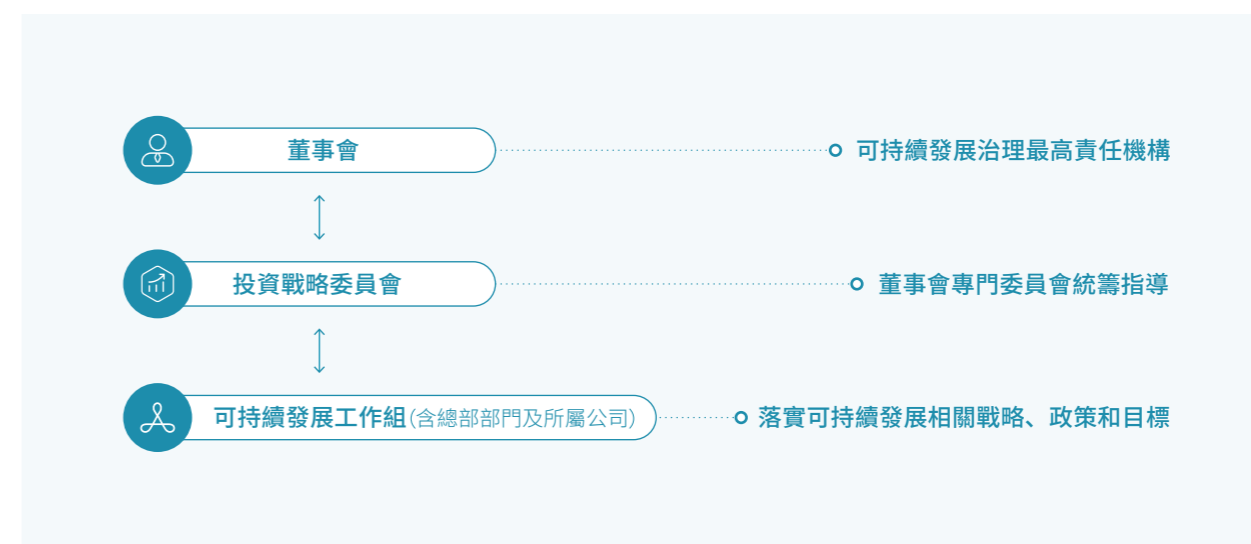 董事會
可持續發展治理最高責任機構
投資戰略委員會
董事會專門委員會統籌指導
可持續發展工作組(含總部部門及所屬公司)
落實可持續發展相關戰略、政策和目標